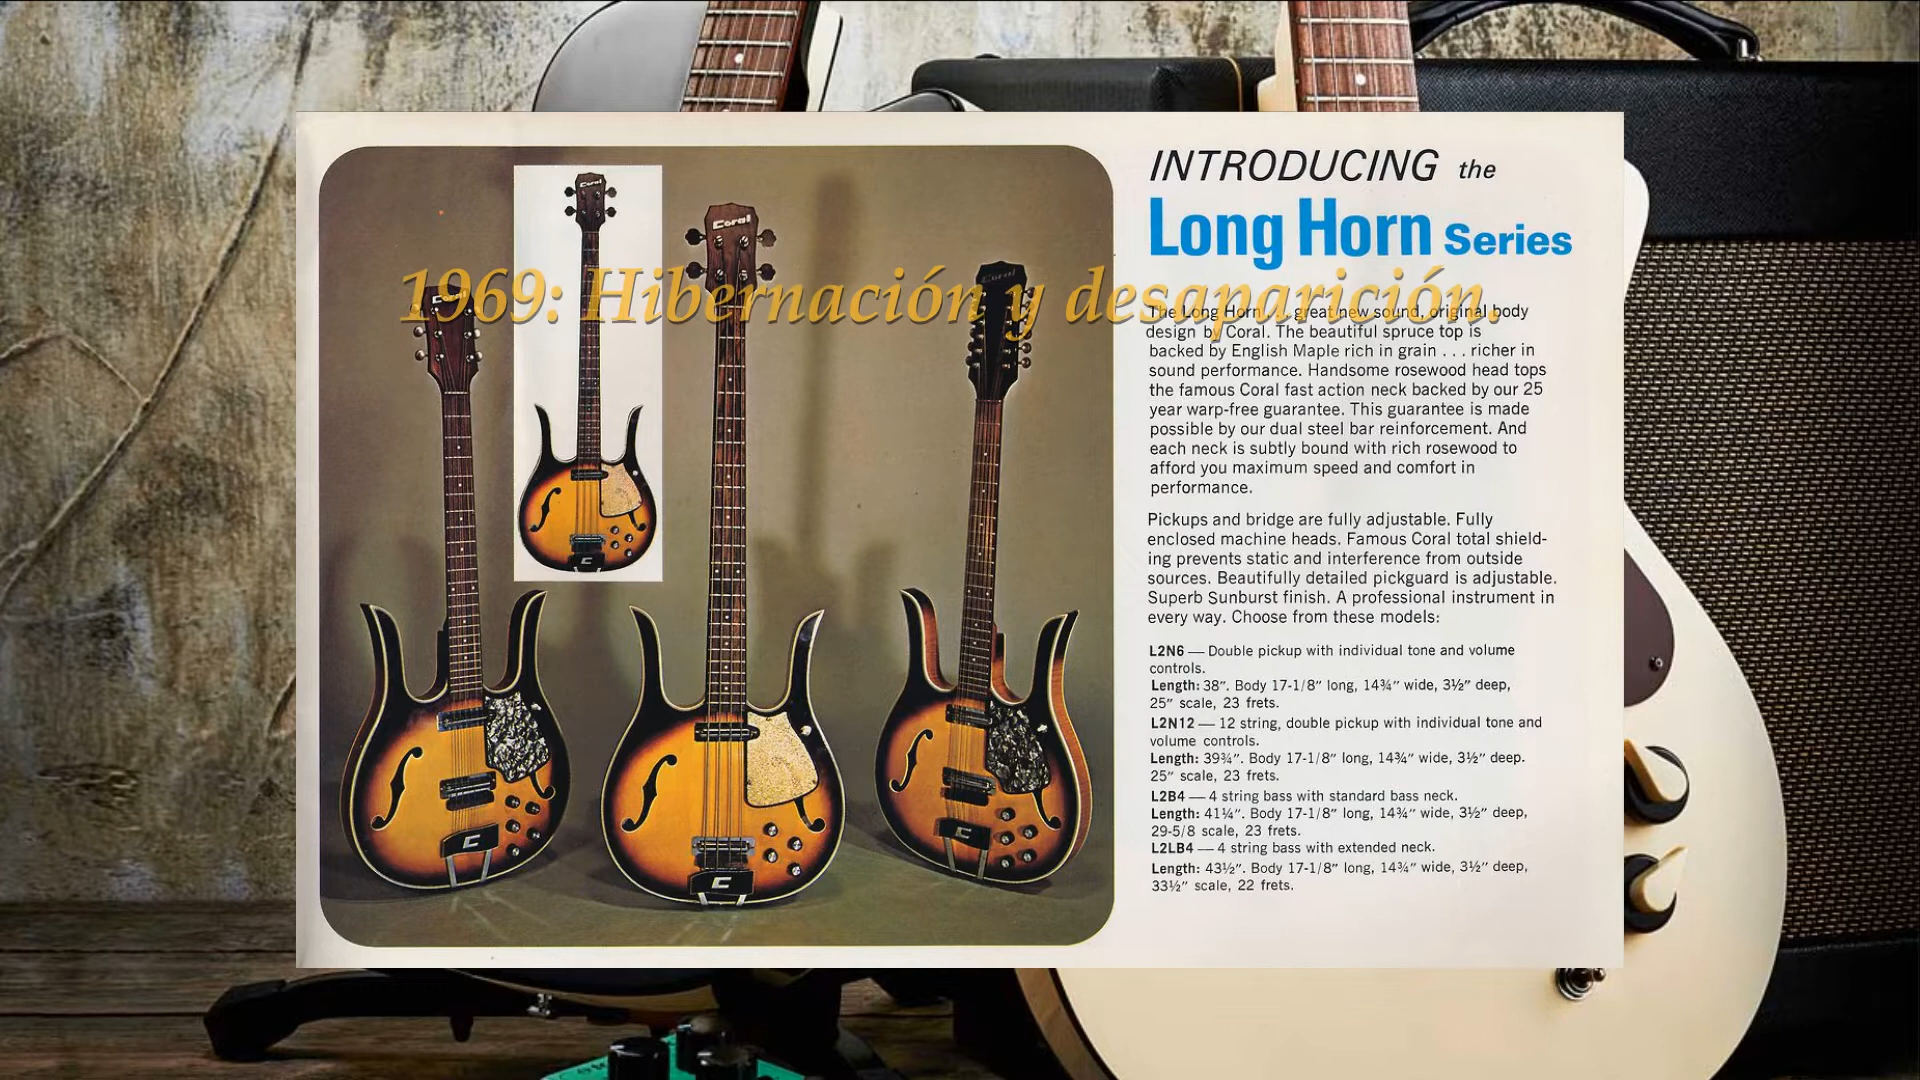 1969: Hibernación y desaparición.
Coral
Coral
Coral
Coral
C
C
C
C
INTRODUCING the
Long Horn Series
The Long Horn . . . great new sound, original body
design by Coral. The beautiful spruce top is
backed by English Maple rich in grain . . . richer in
sound performance. Handsome rosewood head tops
the famous Coral fast action neck backed by our 25
year warp-free guarantee. This guarantee is made
possible by our dual steel bar reinforcement. And
each neck is subtly bound with rich rosewood to
afford you maximum speed and comfort in
performance.
Pickups and bridge are fully adjustable. Fully
enclosed machine heads. Famous Coral total shield-
ing prevents static and interference from outside
sources. Beautifully detailed pickguard is adjustable.
Superb Sunburst finish. A professional instrument in
every way. Choose from these models:
L2N6 — Double pickup with individual tone and volume
controls.
Length: 38″. Body 17-1/8″ long, 14¾″ wide, 3½″ deep,
25″ scale, 23 frets.
L2N12 — 12 string, double pickup with individual tone and
volume controls.
Length: 39¾″. Body 17-1/8″ long, 14¾″ wide, 3½″ deep.
25″ scale, 23 frets.
L2B4 — 4 string bass with standard bass neck.
Length: 41¼″. Body 17-1/8″ long, 14¾″ wide, 3½″ deep,
29-5/8 scale, 23 frets.
L2LB4 — 4 string bass with extended neck.
Length: 43½″. Body 17-1/8″ long, 14¾″ wide, 3½″ deep,
33½″ scale, 22 frets.